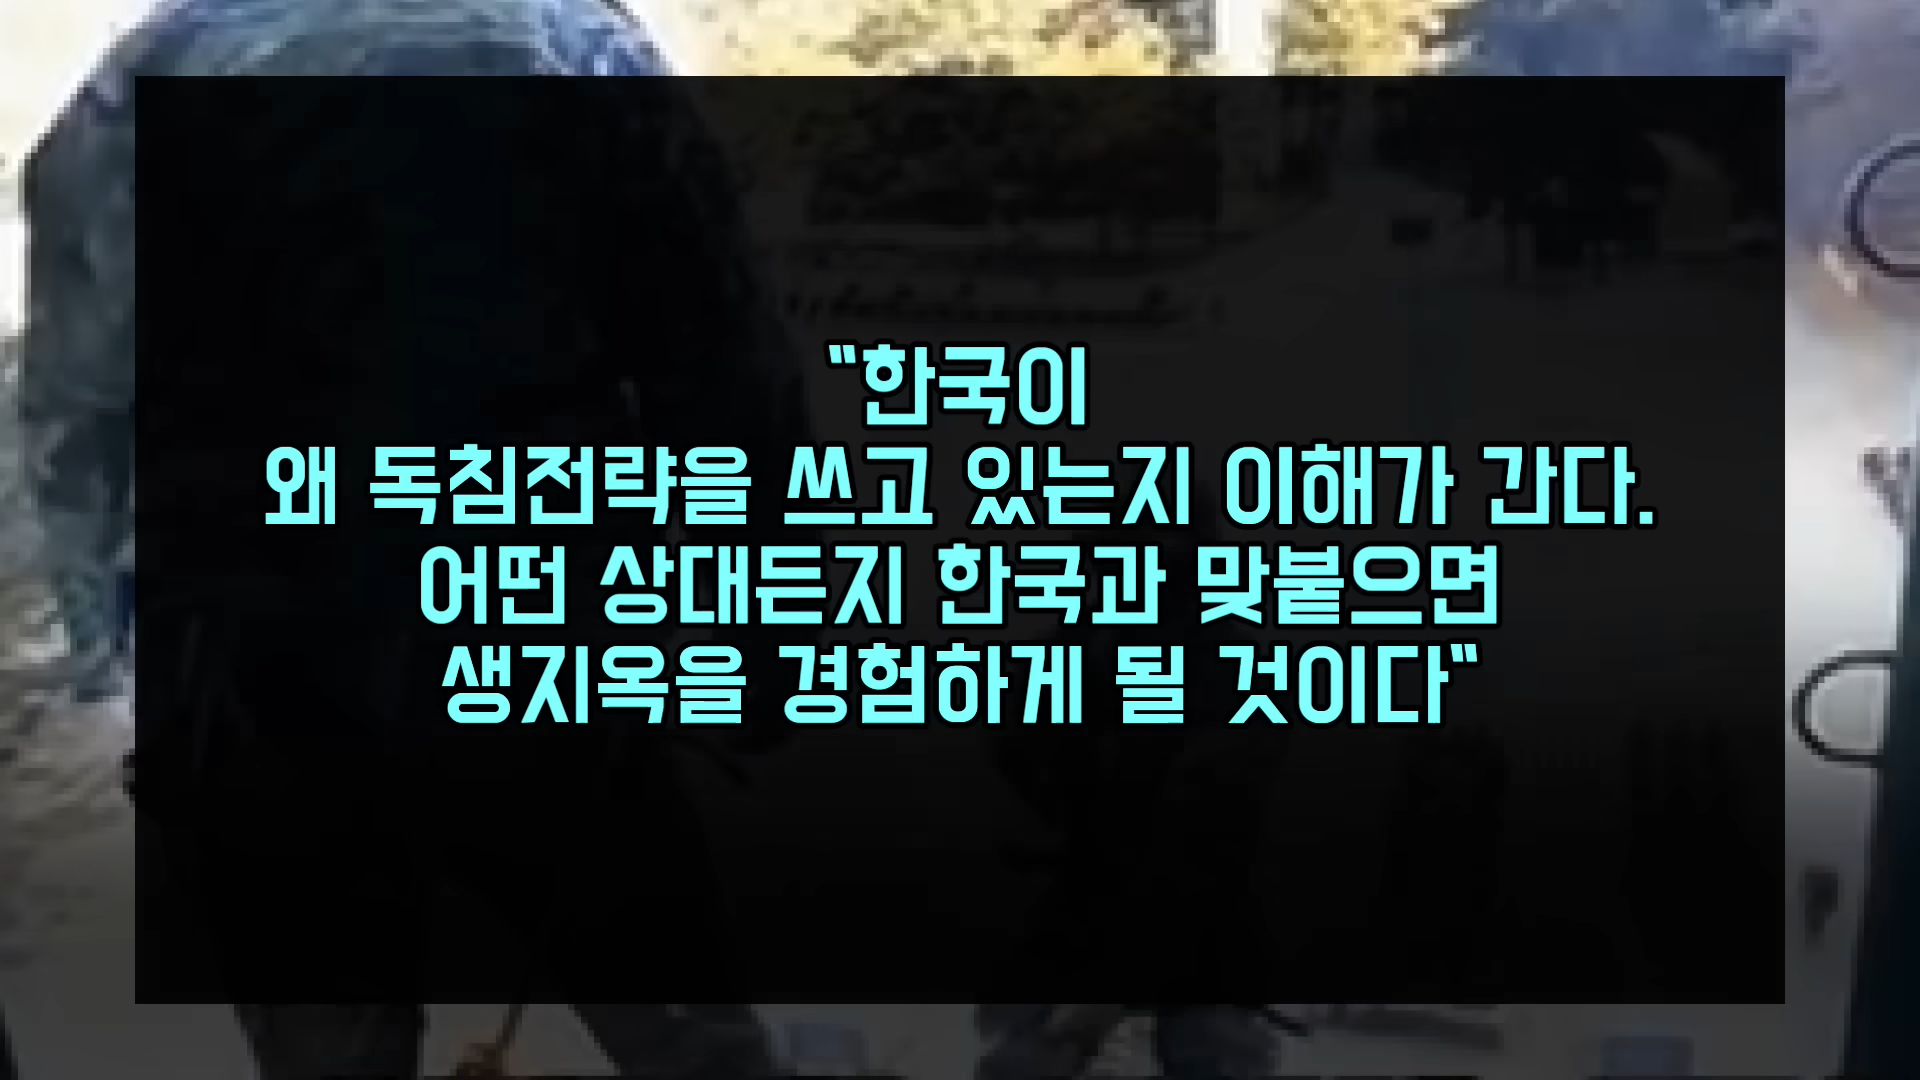 "한국이
왜 독침전략을 쓰고 있는지 이해가 간다.
어떤 상대든지 한국과 맞붙으면
생지옥을 경험하게 될 것이다"